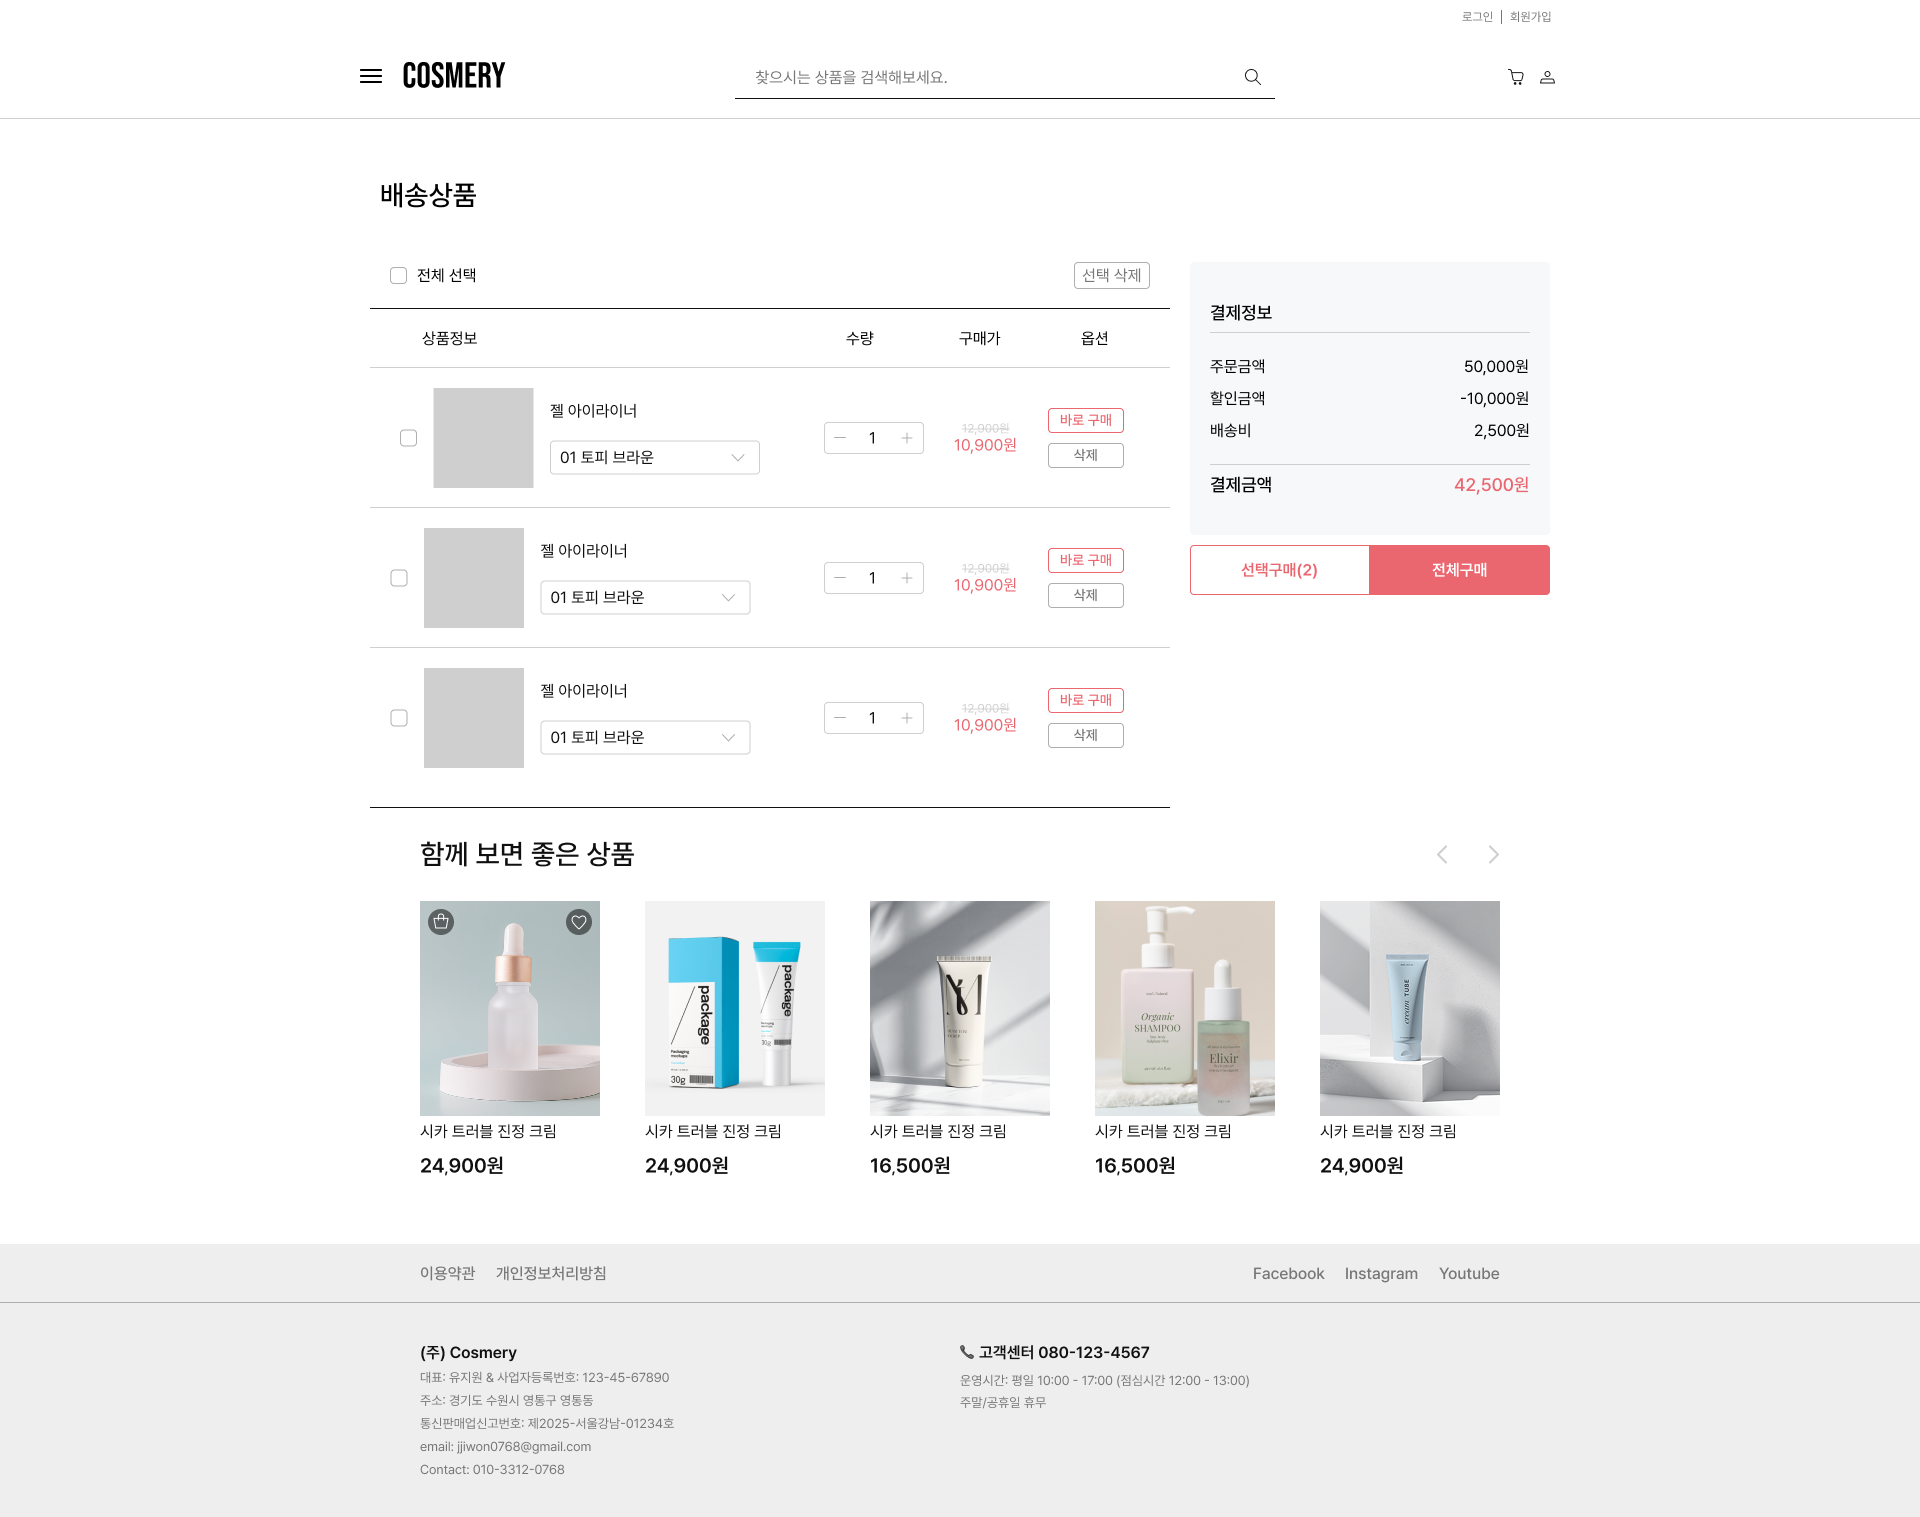 로그인 | 회원가입
COSMERY
찾으시는 상품을 검색해보세요.
배송상품
전체 선택
선택 삭제
상품정보 수량 구매가 옵션
젤 아이라이너
01 토피 브라운
1
12,900원
10,900원
바로 구매
삭제
젤 아이라이너
01 토피 브라운
1
12,900원
10,900원
바로 구매
삭제
젤 아이라이너
01 토피 브라운
1
12,900원
10,900원
바로 구매
삭제
결제정보
주문금액 50,000원
할인금액 -10,000원
배송비 2,500원
결제금액 42,500원
선택구매(2) 전체구매
함께 보면 좋은 상품
package
30g
package
30g
Organic
SHAMPOO
Elixir
cream TUBE
시카 트러블 진정 크림
24,900원
시카 트러블 진정 크림
24,900원
시카 트러블 진정 크림
16,500원
시카 트러블 진정 크림
16,500원
시카 트러블 진정 크림
24,900원
이용약관 개인정보처리방침
Facebook Instagram Youtube
(주) Cosmery
대표: 유지원 & 사업자등록번호: 123-45-67890
주소: 경기도 수원시 영통구 영통동
통신판매업신고번호: 제2025-서울강남-01234호
email: jjiwon0768@gmail.com
Contact: 010-3312-0768
고객센터 080-123-4567
운영시간: 평일 10:00 - 17:00 (점심시간 12:00 - 13:00)
주말/공휴일 휴무